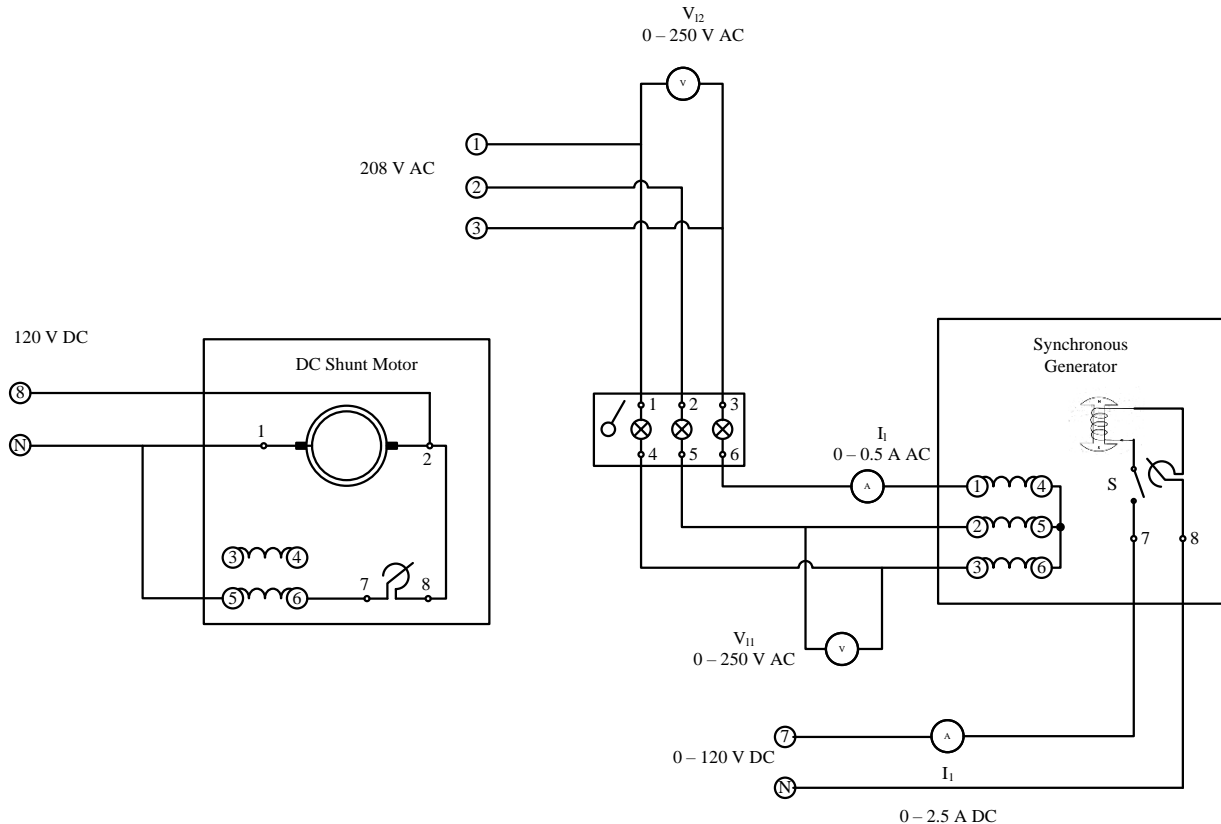 V12
0 – 250 V AC
V
1
208 V AC
2
3
120 V DC
8
N
DC Shunt Motor
1
2
3
4
5
6
7
8
1
2
3
4
5
6
I1
0 – 0.5 A AC
A
Synchronous
Generator
N
S
S
1
4
2
5
3
6
7
8
V11
0 – 250 V AC
V
7
0 – 120 V DC
A
N
I1
0 – 2.5 A DC